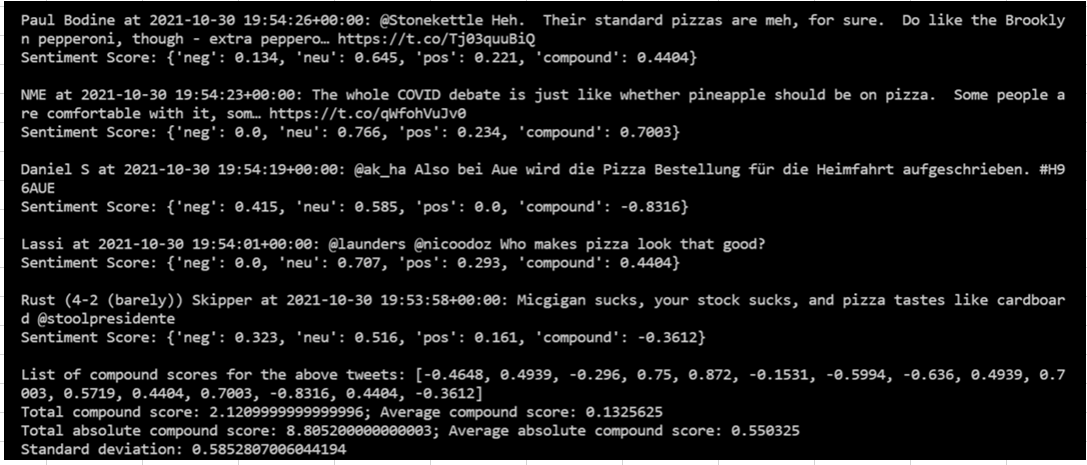 Paul Bodine at 2021-10-30 19:54:26+00:00: @Stonekettle Heh.  Their standard pizzas are meh, for sure.  Do like the Brookly
n pepperoni, though - extra peppero… https://t.co/Tj03quuBiQ
Sentiment Score: {'neg': 0.134, 'neu': 0.645, 'pos': 0.221, 'compound': 0.4404}
NME at 2021-10-30 19:54:23+00:00: The whole COVID debate is just like whether pineapple should be on pizza.  Some people a
re comfortable with it, som… https://t.co/qWfohVuJv0
Sentiment Score: {'neg': 0.0, 'neu': 0.766, 'pos': 0.234, 'compound': 0.7003}
Daniel S at 2021-10-30 19:54:19+00:00: @ak_ha Also bei Aue wird die Pizza Bestellung für die Heimfahrt aufgeschrieben. #H9
6AUE
Sentiment Score: {'neg': 0.415, 'neu': 0.585, 'pos': 0.0, 'compound': -0.8316}
Lassi at 2021-10-30 19:54:01+00:00: @launders @nicoodoz Who makes pizza look that good?
Sentiment Score: {'neg': 0.0, 'neu': 0.707, 'pos': 0.293, 'compound': 0.4404}
Rust (4-2 (barely)) Skipper at 2021-10-30 19:53:58+00:00: Micgigan sucks, your stock sucks, and pizza tastes like cardboar
d @stoolpresidente
Sentiment Score: {'neg': 0.323, 'neu': 0.516, 'pos': 0.161, 'compound': -0.3612}
List of compound scores for the above tweets: [-0.4648, 0.4939, -0.296, 0.75, 0.872, -0.1531, -0.5994, -0.636, 0.4939, 0.7
003, 0.5719, 0.4404, 0.7003, -0.8316, 0.4404, -0.3612]
Total compound score: 2.1209999999999996; Average compound score: 0.1325625
Total absolute compound score: 8.805200000000003; Average absolute compound score: 0.550325
Standard deviation: 0.5852807006044194